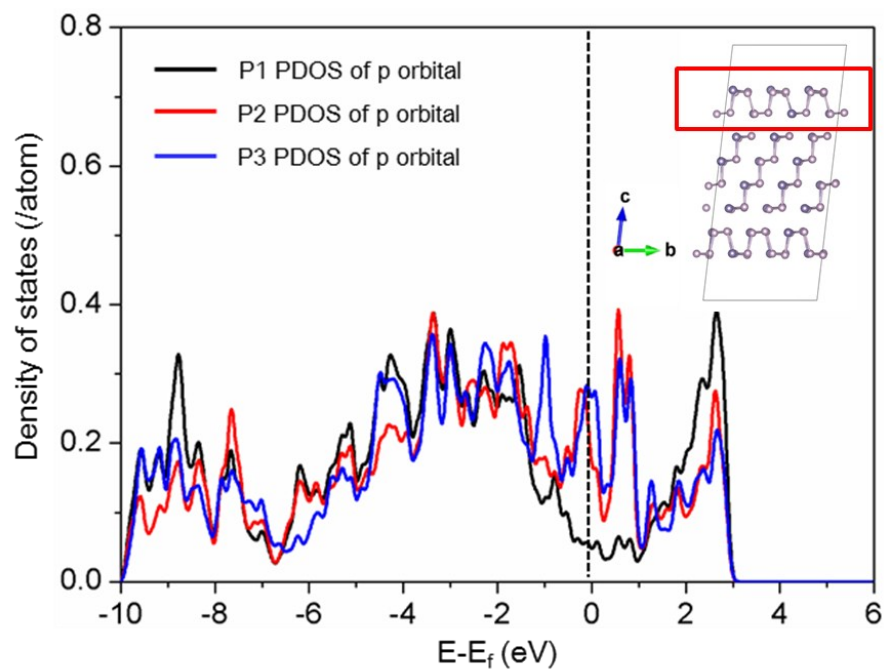 0.8
0.6
0.4
0.2
0.0
Density of states (/atom)
P1 PDOS of p orbital
P2 PDOS of p orbital
P3 PDOS of p orbital
c
a
b
-10
-8
-6
-4
-2
0
2
4
6
E-Ef (eV)